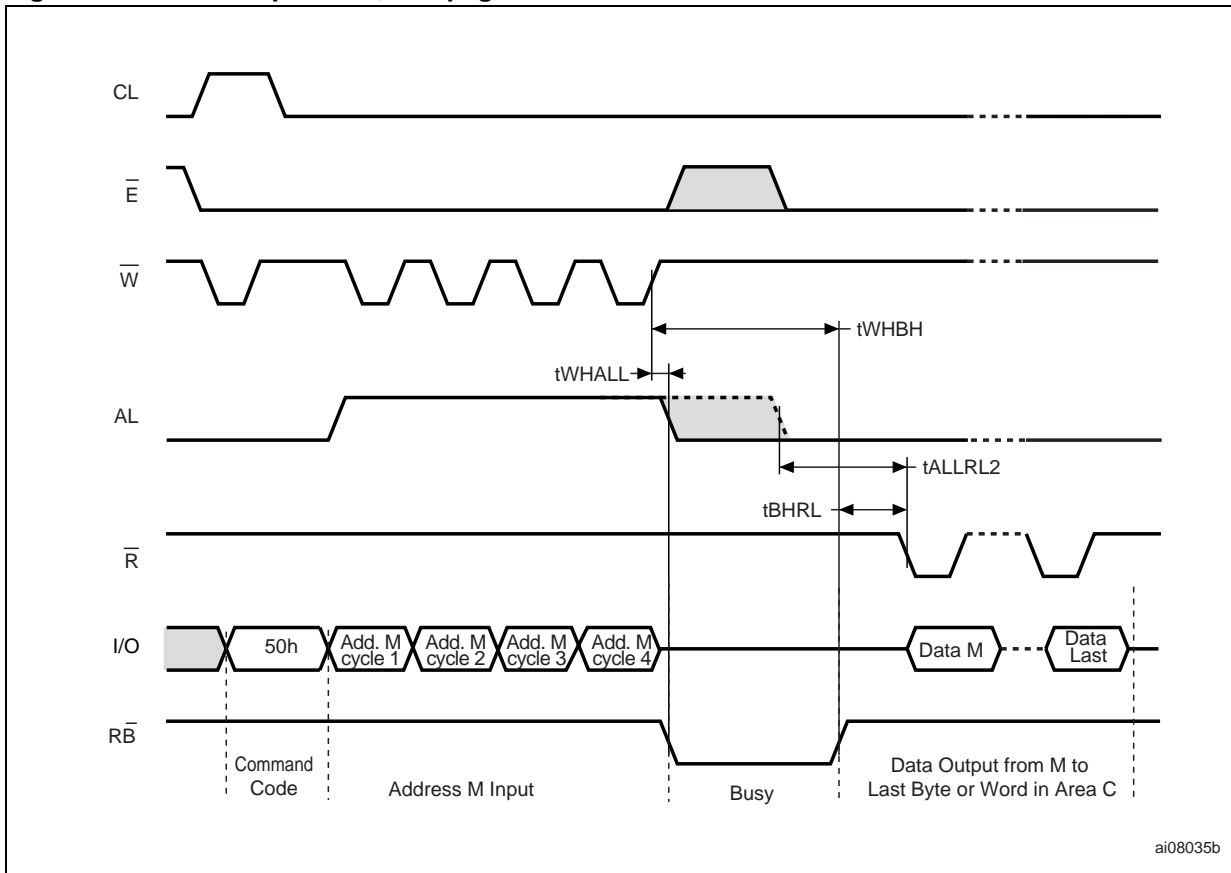 CL
E
W
tWHBH
tWHALL
AL
tALLRL2
tBHRL
R
I/O
50h
Add. M
cycle 1
Add. M
cycle 2
Add. M
cycle 3
Add. M
cycle 4
Data M
Data
Last
RB
Command
Code
Address M Input
Busy
Data Output from M to
Last Byte or Word in Area C
ai08035b